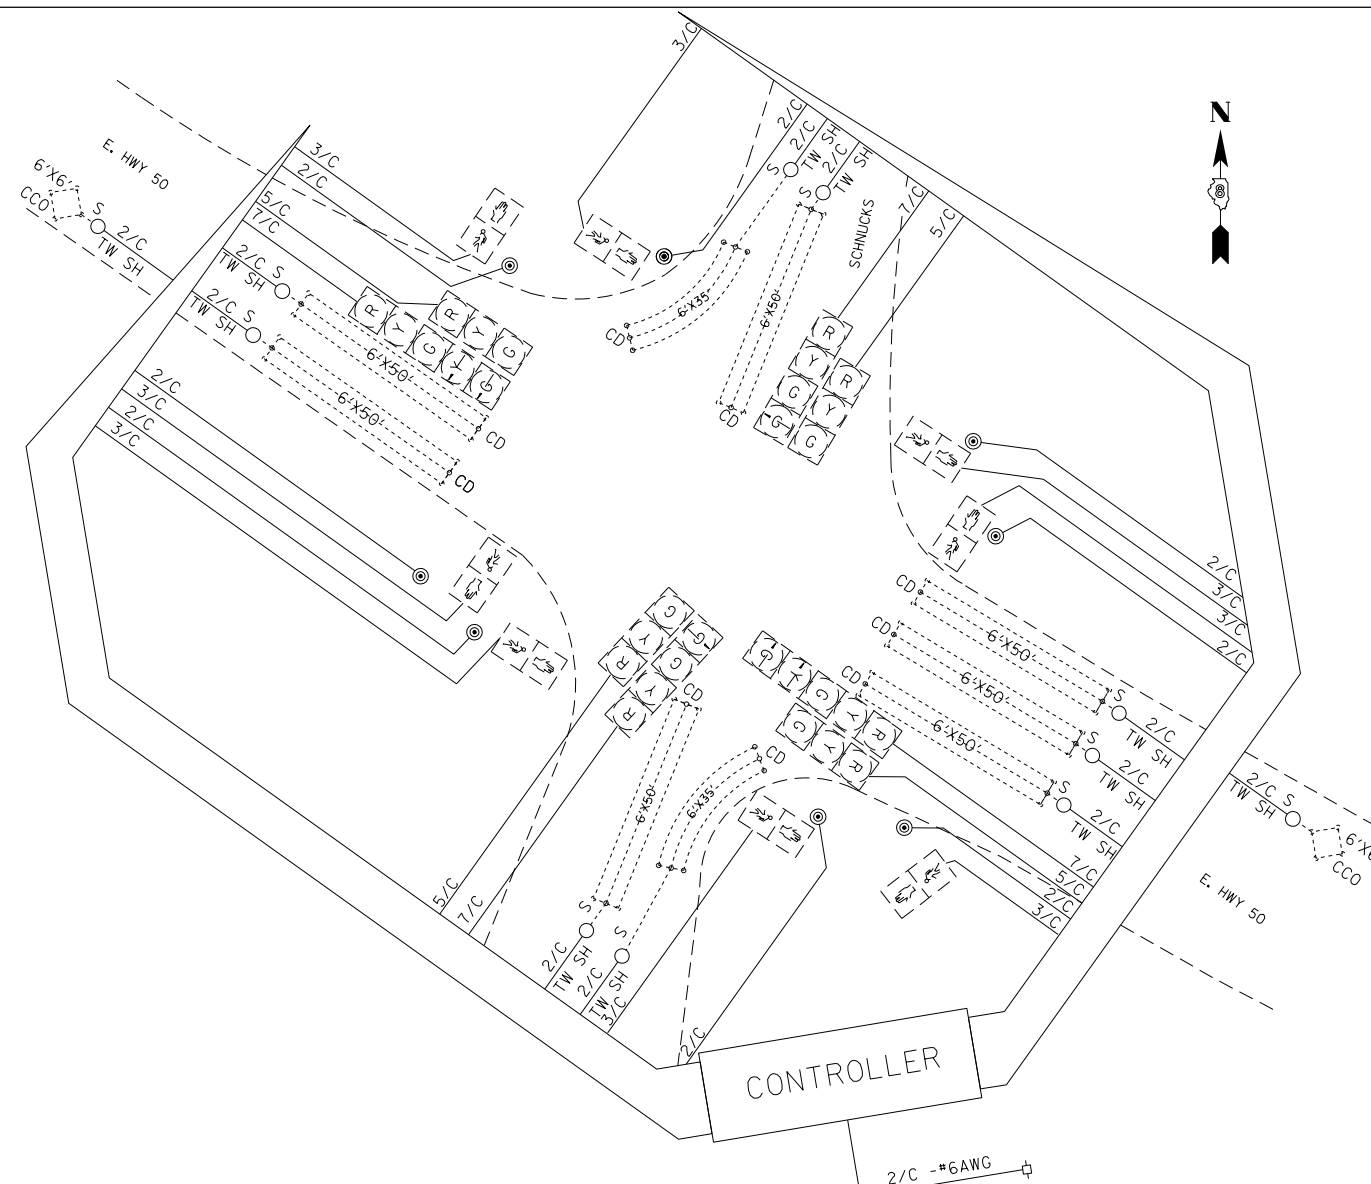 3/C
N
E. HWY 50
6'X6'
CCO
S
2/C
TW SH
3/C
2/C
5/C
7/C
2/C S
TW SH
2/C S
TW SH
2/C
3/C
2/C
3/C
2/C
2/C
TW SH
2/C
TW SH
S
S
SCHNUCKS
7/C
5/C
6'X35'
6'X50'
CD
CD
R
Y
G
R
Y
G
Y
G
6'X50'
CD
6'X50'
CD
R
Y
G
G
R
Y
G
2/C
3/C
3/C
2/C
CD
6'X50'
S
2/C
TW SH
CD
6'X50'
S
2/C
TW SH
CD
6'X50'
S
2/C
TW SH
G
Y
R
G
G
Y
R
G
Y
G
Y
R
G
Y
R
CD
CD
6'X50'
6'X35'
S
S
5/C
7/C
2/C
TW SH
2/C
TW SH
3/C
2/C
7/C
5/C
2/C
3/C
2/C S
TW SH
CCO
E. HWY 50
CONTROLLER
2/C -#6AWG